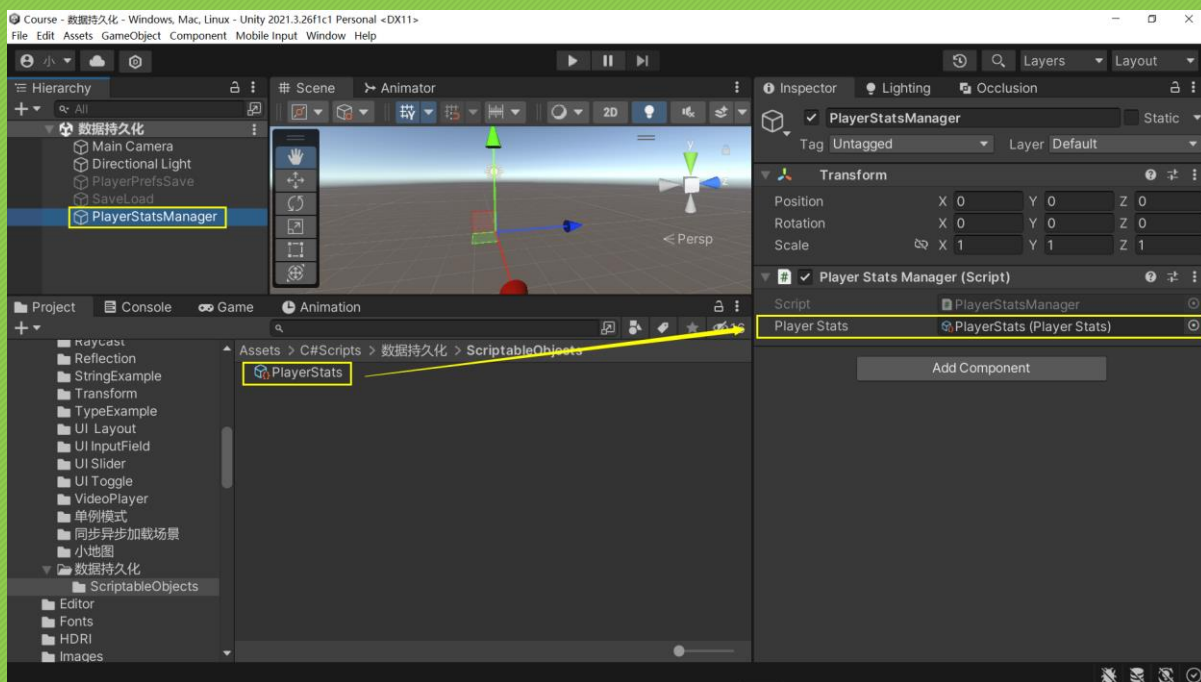 Course - 数据持久化 - Windows, Mac, Linux - Unity 2021.3.26f1c1 Personal <DX11>
File Edit Assets GameObject Component Mobile Input Window Help
小
Layers
Layout
Hierarchy
All
数据持久化
Main Camera
Directional Light
PlayerPrefsSave
SaveLoad
PlayerStatsManager
Scene
Animator
2D
y
z
Persp
Inspector
Lighting
Occlusion
PlayerStatsManager
Static
Tag Untagged
Layer Default
Transform
Position X 0 Y 0 Z 0
Rotation X 0 Y 0 Z 0
Scale X 1 Y 1 Z 1
# Player Stats Manager (Script)
Script PlayerStatsManager
Player Stats PlayerStats (Player Stats)
Add Component
Project
Console
Game
Animation
16
Raycast
Reflection
StringExample
Transform
TypeExample
UI Layout
UI InputField
UI Slider
UI Toggle
VideoPlayer
单例模式
同步异步加载场景
小地图
数据持久化
ScriptableObjects
Editor
Fonts
HDRI
Images
Assets > C#Scripts > 数据持久化 > ScriptableObjects
PlayerStats